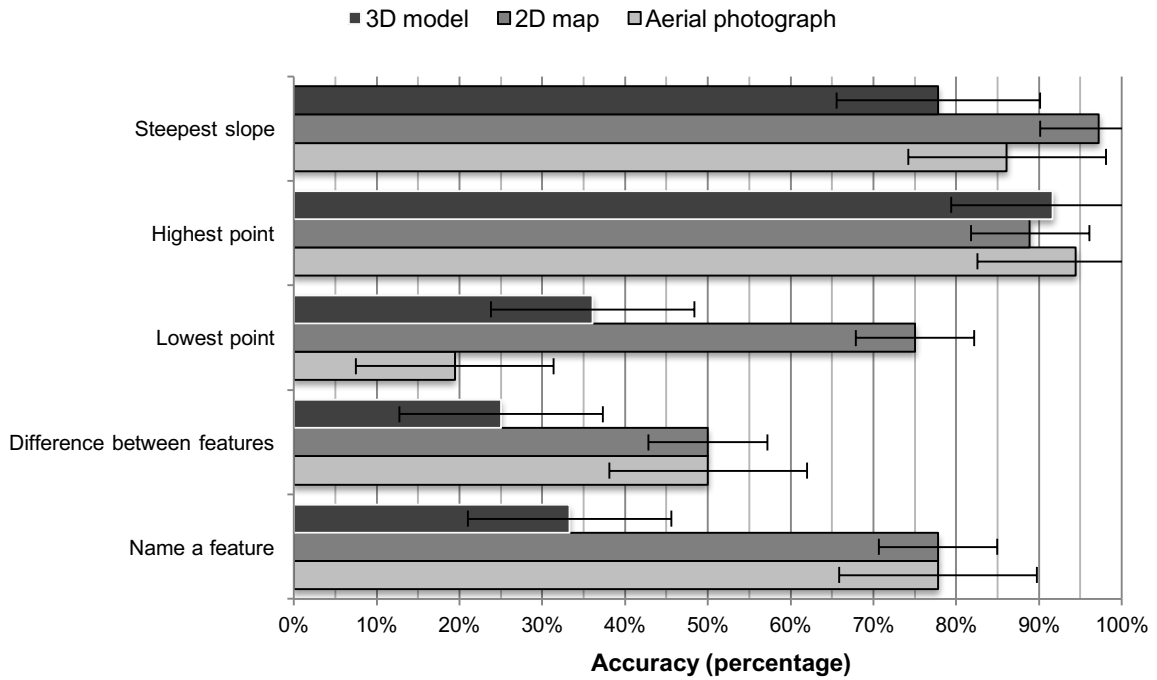 3D model 2D map Aerial photograph
Steepest slope
Highest point
Lowest point
Difference between features
Name a feature
0% 10% 20% 30% 40% 50% 60% 70% 80% 90% 100%
Accuracy (percentage)